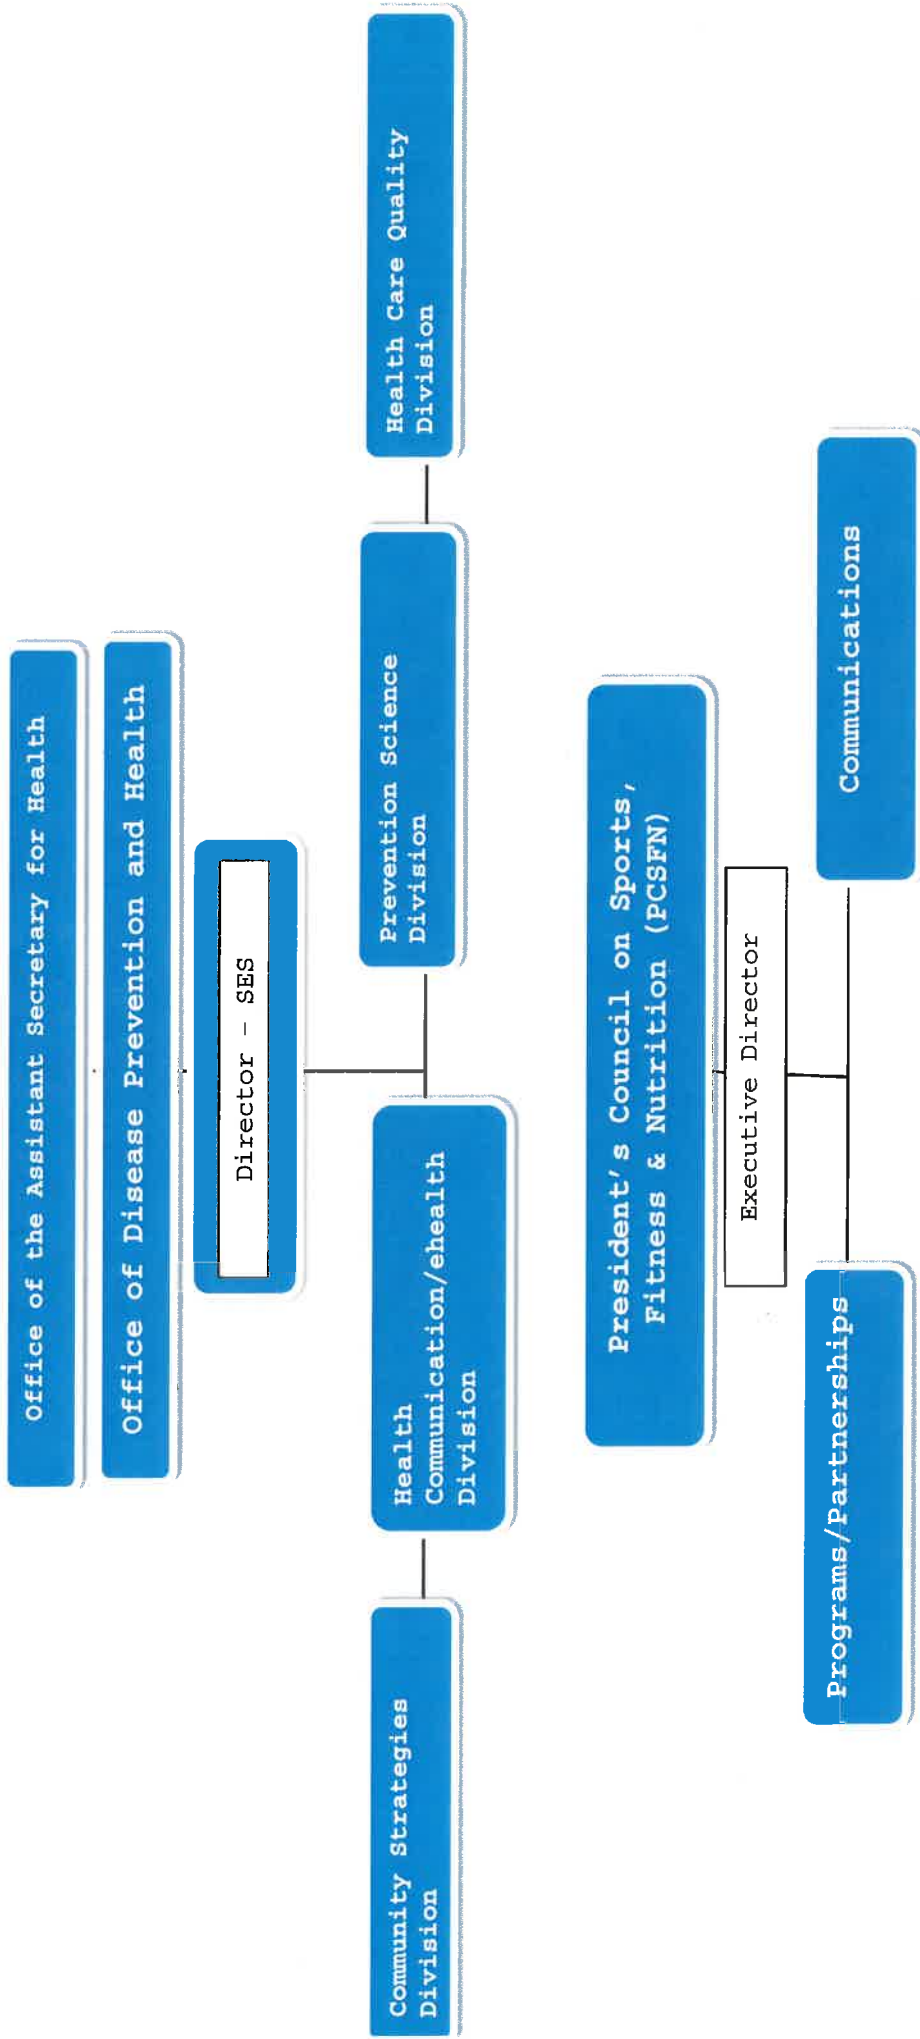 Office of the Assistant Secretary for Health
Office of Disease Prevention and Health
Director - SES
Community Strategies
Division
Health
Communication/ehealth
Division
Prevention Science
Division
Health Care Quality
Division
President's Council on Sports,
Fitness & Nutrition (PCSFN)
Executive Director
Programs/Partnerships
Communications